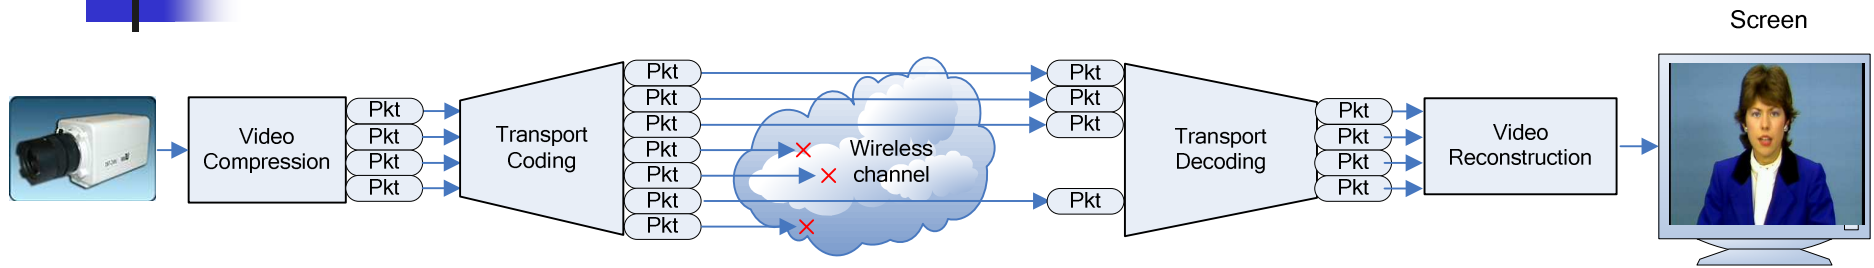 Screen
Video
Compression
Pkt
Pkt
Pkt
Pkt
Transport
Coding
Pkt
Pkt
Pkt
Pkt
Pkt
Pkt
Pkt
Wireless
channel
Pkt
Pkt
Pkt
Pkt
Transport
Decoding
Pkt
Pkt
Pkt
Pkt
Video
Reconstruction